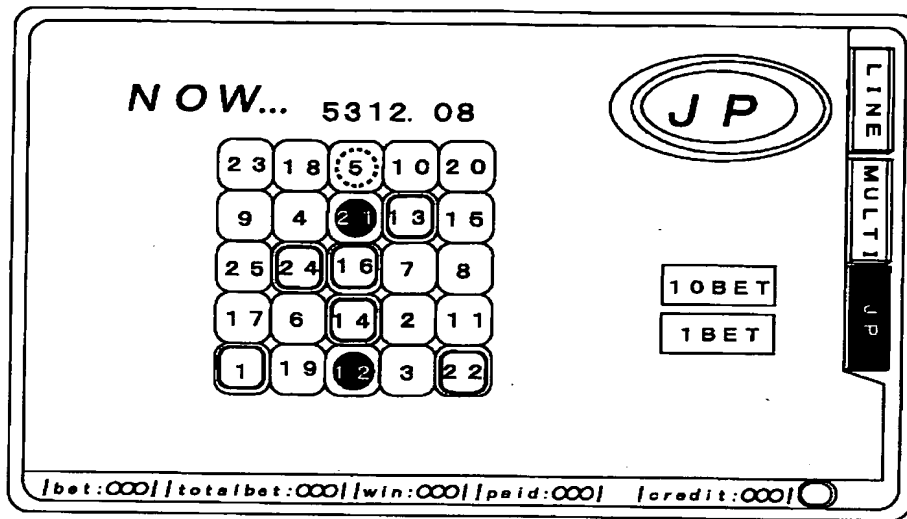 NOW... 5312. 08
JP
23 18 5 10 20
9 4 21 13 15
25 24 16 7 8
17 6 14 2 11
1 19 12 3 22
10BET
1BET
LINE
MULTI
JP
|bet:000||totalbet:000||win:000||paid:000| |credit:000|